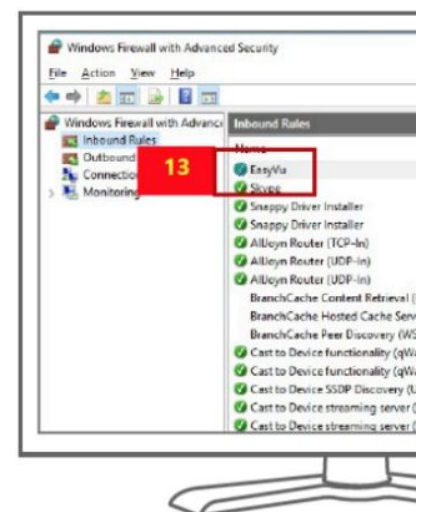 Windows Firewall with Advanced Security
File Action View Help
Windows Firewall with Advance
Inbound Rules
Outbound
Connectio
Monitoring
13
Inbound Rules
Name
EasyVu
Skype
Snappy Driver Installer
Snappy Driver Installer
AllJoyn Router (TCP-In)
AllJoyn Router (UDP-In)
AllJoyn Router (UDP-In)
BranchCache Content Retrieval (
BranchCache Hosted Cache Serv
BranchCache Peer Discovery (WS
Cast to Device functionality (qWa
Cast to Device functionality (qWa
Cast to Device SSDP Discovery (U
Cast to Device streaming server (
Cast to Device streaming server (